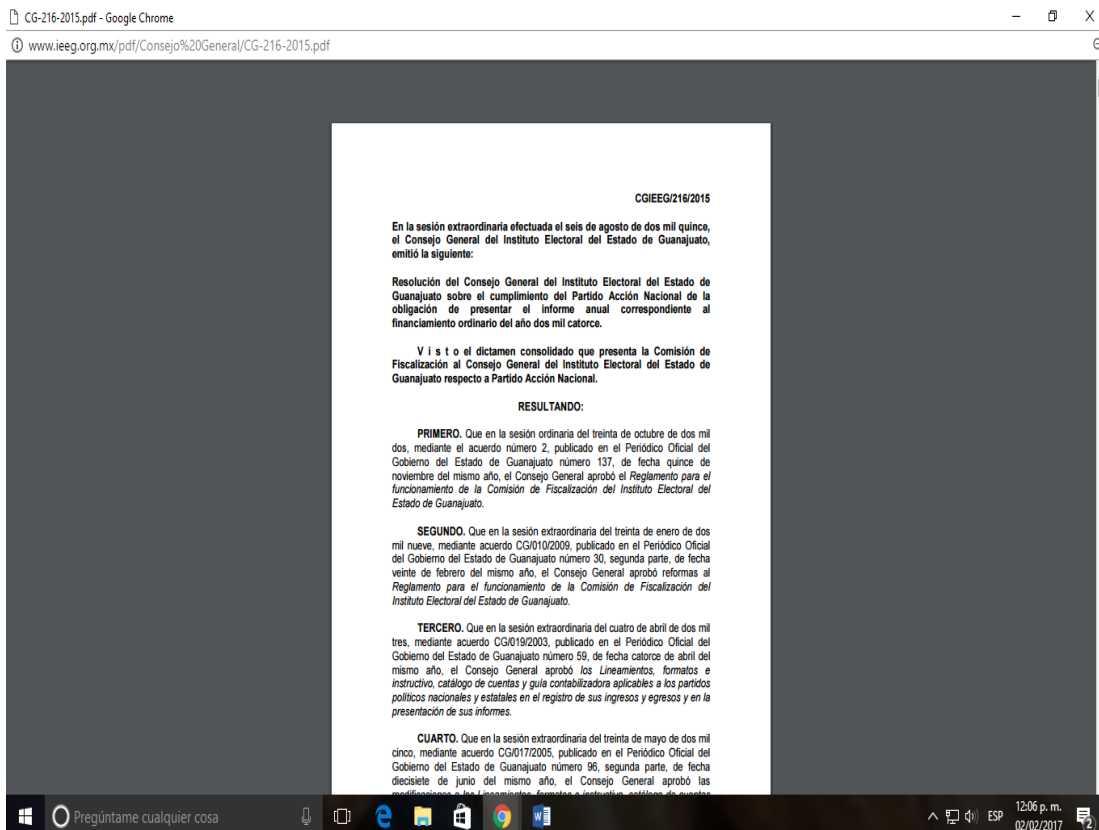 CG-216-2015.pdf - Google Chrome
www.ieeg.org.mx/pdf/Consejo%20General/CG-216-2015.pdf
CGIEEG/216/2015
En la sesión extraordinaria efectuada el seis de agosto de dos mil quince,
el Consejo General del Instituto Electoral del Estado de Guanajuato,
emitió la siguiente:
Resolución del Consejo General del Instituto Electoral del Estado de
Guanajuato sobre el cumplimiento del Partido Acción Nacional de la
obligación de presentar el informe anual correspondiente al
financiamiento ordinario del año dos mil catorce.
V i s t o el dictamen consolidado que presenta la Comisión de
Fiscalización al Consejo General del Instituto Electoral del Estado de
Guanajuato respecto a Partido Acción Nacional.
RESULTANDO:
PRIMERO. Que en la sesión ordinaria del treinta de octubre de dos mil
dos, mediante el acuerdo número 2, publicado en el Periódico Oficial del
Gobierno del Estado de Guanajuato número 137, de fecha quince de
noviembre del mismo año, el Consejo General aprobó el Reglamento para el
funcionamiento de la Comisión de Fiscalización del Instituto Electoral del
Estado de Guanajuato.
SEGUNDO. Que en la sesión extraordinaria del treinta de enero de dos
mil nueve, mediante acuerdo CG/010/2009, publicado en el Periódico Oficial
del Gobierno del Estado de Guanajuato número 30, segunda parte, de fecha
veinte de febrero del mismo año, el Consejo General aprobó reformas al
Reglamento para el funcionamiento de la Comisión de Fiscalización del
Instituto Electoral del Estado de Guanajuato.
TERCERO. Que en la sesión extraordinaria del cuatro de abril de dos mil
tres, mediante acuerdo CG/019/2003, publicado en el Periódico Oficial del
Gobierno del Estado de Guanajuato número 59, de fecha catorce de abril del
mismo año, el Consejo General aprobó los Lineamientos, formatos e
instructivo, catálogo de cuentas y guía contabilizadora aplicables a los partidos
políticos nacionales y estatales en el registro de sus ingresos y egresos y en la
presentación de sus informes.
CUARTO. Que en la sesión extraordinaria del treinta de mayo de dos mil
cinco, mediante acuerdo CG/017/2005, publicado en el Periódico Oficial del
Gobierno del Estado de Guanajuato número 96, segunda parte, de fecha
diecisiete de junio del mismo año, el Consejo General aprobó las
modificaciones a los Lineamientos, formatos e instructivo, catálogo de cuentas
Pregúntame cualquier cosa
ESP
12:06 p. m.
02/02/2017
2